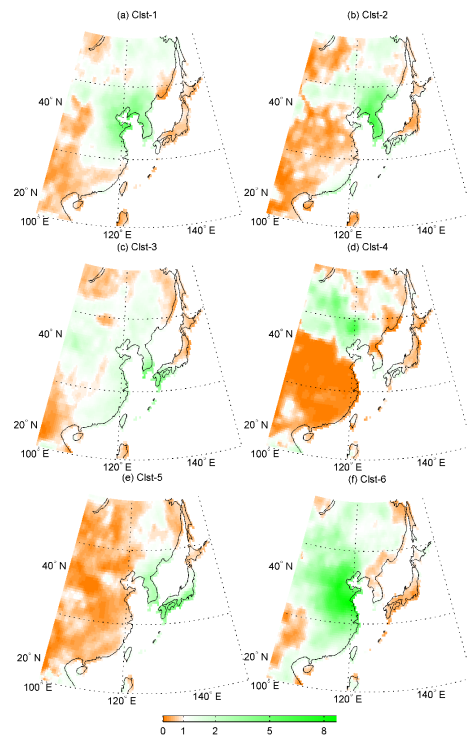 (a) Clst-1
(b) Clst-2
40° N
20° N
100° E
120° E
140° E
40° N
20° N
100° E
120° E
140° E
(c) Clst-3
(d) Clst-4
40° N
20° N
100° E
120° E
140° E
40° N
20° N
100° E
120° E
140° E
(e) Clst-5
(f) Clst-6
40° N
20° N
100° E
120° E
140° E
40° N
20° N
100° E
120° E
140° E
0 1 2 5 8